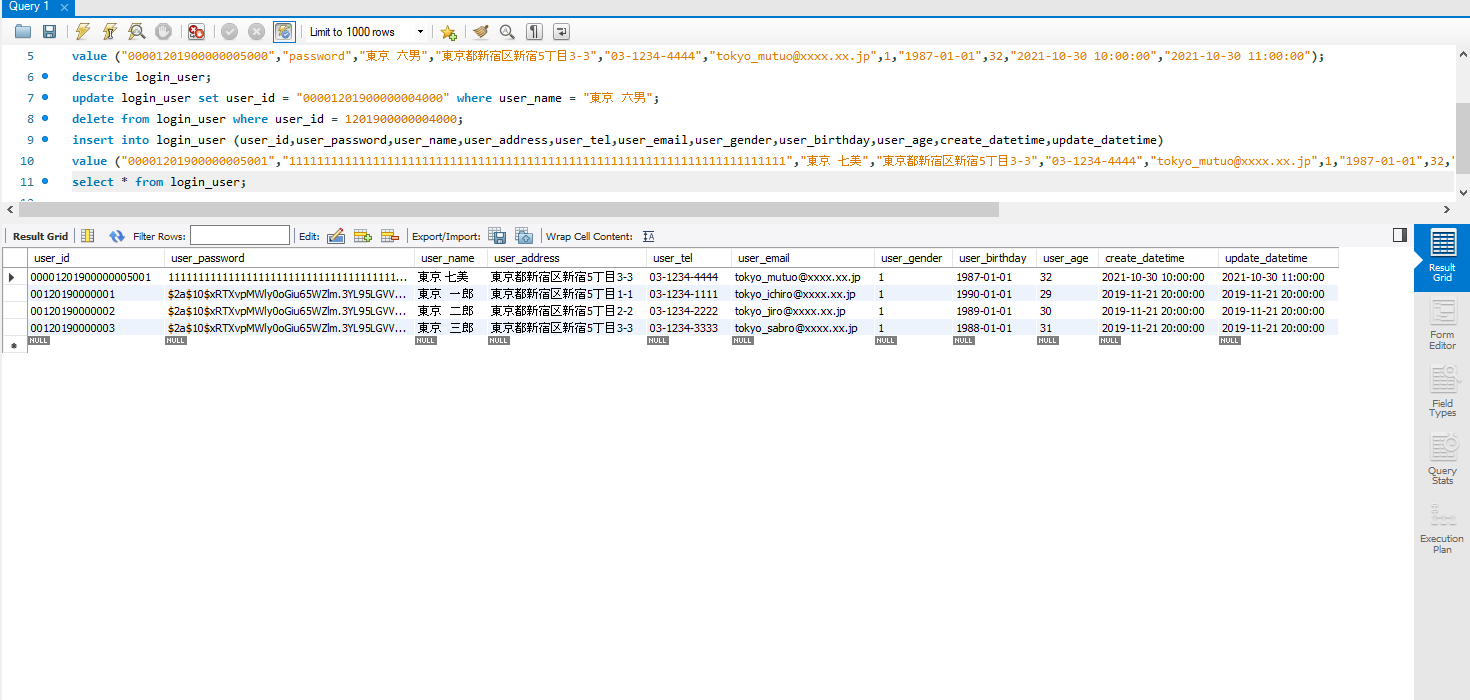 Query 1
Limit to 1000 rows
5 value ("00001201900000005000","password","東京 六男","東京都新宿区新宿5丁目3-3","03-1234-4444","tokyo_mutuo@xxxx.xx.jp",1,"1987-01-01",32,"2021-10-30 10:00:00","2021-10-30 11:00:00");
6 describe login_user;
7 update login_user set user_id = "00001201900000004000" where user_name = "東京 六男";
8 delete from login_user where user_id = 1201900000004000;
9 insert into login_user (user_id,user_password,user_name,user_address,user_tel,user_email,user_gender,user_birthday,user_age,create_datetime,update_datetime)
10 value ("00001201900000005001","111111111111111111111111111111111111111111111111111111111111111111","東京 七美","東京都新宿区新宿5丁目3-3","03-1234-4444","tokyo_mutuo@xxxx.xx.jp",1,"1987-01-01",32,"
11 select * from login_user;
Result Grid Filter Rows: Edit: Export/Import: Wrap Cell Content:
user_id user_password user_name user_address user_tel user_email user_gender user_birthday user_age create_datetime update_datetime
00001201900000005001 11111111111111111111111111111111111111... 東京 七美 東京都新宿区新宿5丁目3-3 03-1234-4444 tokyo_mutuo@xxxx.xx.jp 1 1987-01-01 32 2021-10-30 10:00:00 2021-10-30 11:00:00
00120190000001 $2a$10$xRTXvpMWly0oGiu65WZlm.3YL95LGVV... 東京 一郎 東京都新宿区新宿5丁目1-1 03-1234-1111 tokyo_ichiro@xxxx.xx.jp 1 1990-01-01 29 2019-11-21 20:00:00 2019-11-21 20:00:00
00120190000002 $2a$10$xRTXvpMWly0oGiu65WZlm.3YL95LGVV... 東京 二郎 東京都新宿区新宿5丁目2-2 03-1234-2222 tokyo_jiro@xxxx.xx.jp 1 1989-01-01 30 2019-11-21 20:00:00 2019-11-21 20:00:00
00120190000003 $2a$10$xRTXvpMWly0oGiu65WZlm.3YL95LGVV... 東京 三郎 東京都新宿区新宿5丁目3-3 03-1234-3333 tokyo_sabro@xxxx.xx.jp 1 1988-01-01 31 2019-11-21 20:00:00 2019-11-21 20:00:00
NULL NULL NULL NULL NULL NULL NULL NULL NULL NULL NULL
Result
Grid
Form
Editor
Field
Types
Query
Stats
Execution
Plan